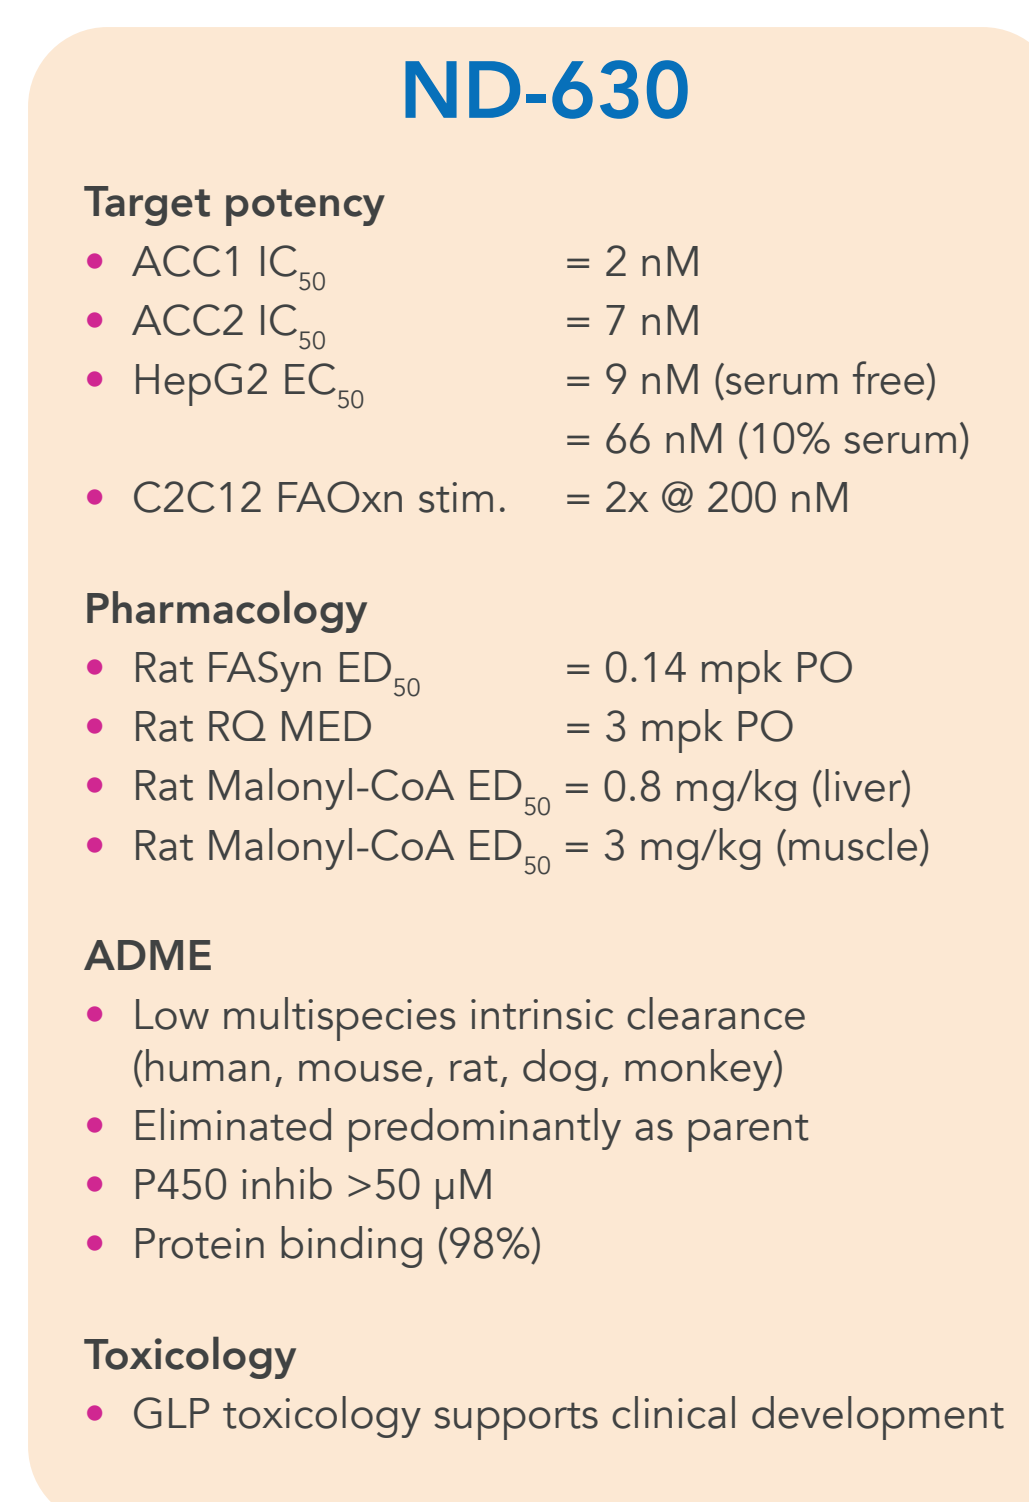 ND-630
Target potency
• ACC1 IC₅₀ = 2 nM
• ACC2 IC₅₀ = 7 nM
• HepG2 EC₅₀ = 9 nM (serum free)
= 66 nM (10% serum)
• C2C12 FAOxn stim. = 2x @ 200 nM
Pharmacology
• Rat FASyn ED₅₀ = 0.14 mpk PO
• Rat RQ MED = 3 mpk PO
• Rat Malonyl-CoA ED₅₀ = 0.8 mg/kg (liver)
• Rat Malonyl-CoA ED₅₀ = 3 mg/kg (muscle)
ADME
• Low multispecies intrinsic clearance
(human, mouse, rat, dog, monkey)
• Eliminated predominantly as parent
• P450 inhib >50 μM
• Protein binding (98%)
Toxicology
• GLP toxicology supports clinical development